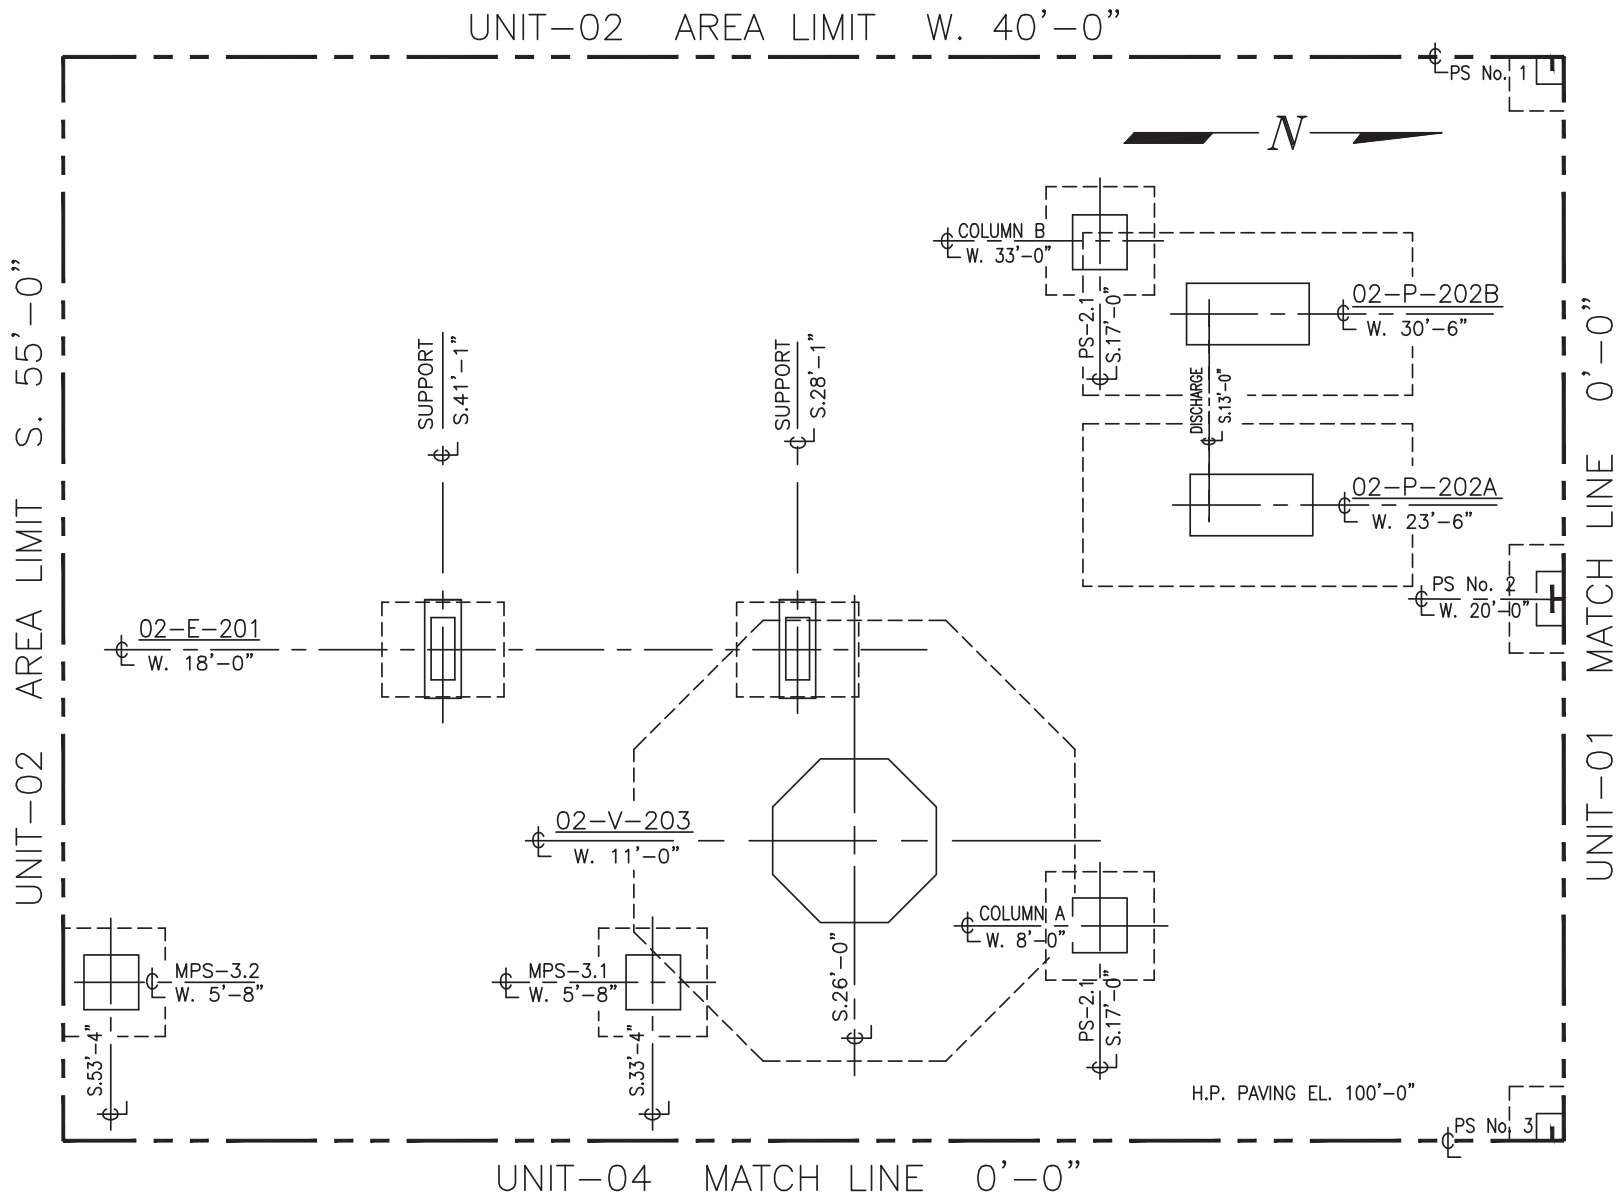 UNIT-02 AREA LIMIT W. 40'-0"
℄ PS No. 1
N
℄ COLUMN B
W. 33'-0"
PS-2.1
S.17'-0"
℄
℄ 02-P-202B
W. 30'-6"
DISCHARGE
S.13'-0"
℄
℄ 02-P-202A
W. 23'-6"
℄ PS No. 2
W. 20'-0"
SUPPORT
S.41'-1"
℄
SUPPORT
S.28'-1"
℄
UNIT-02 AREA LIMIT S. 55'-0"
UNIT-01 MATCH LINE 0'-0"
℄ 02-E-201
W. 18'-0"
℄ 02-V-203
W. 11'-0"
S.26'-0"
℄
℄ COLUMN A
W. 8'-0"
PS-2.1
S.17'-0"
℄
℄ MPS-3.2
W. 5'-8"
S.53'-4"
℄
℄ MPS-3.1
W. 5'-8"
S.33'-4"
℄
H.P. PAVING EL. 100'-0"
℄ PS No. 3
UNIT-04 MATCH LINE 0'-0"